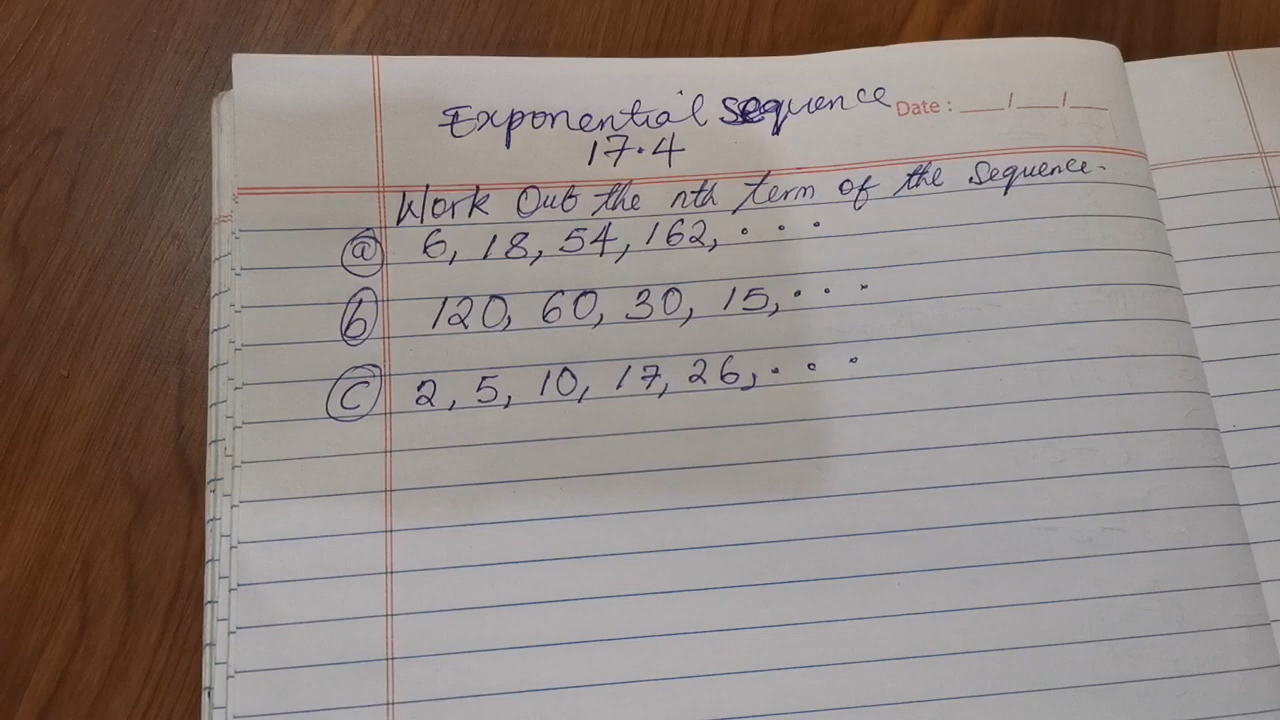 Exponential sequence
Date : __/__/__
17.4
Work Out the nth term of the sequence.
(a) 6, 18, 54, 162, . . .
(b) 120, 60, 30, 15, . . .
(c) 2, 5, 10, 17, 26, . . .